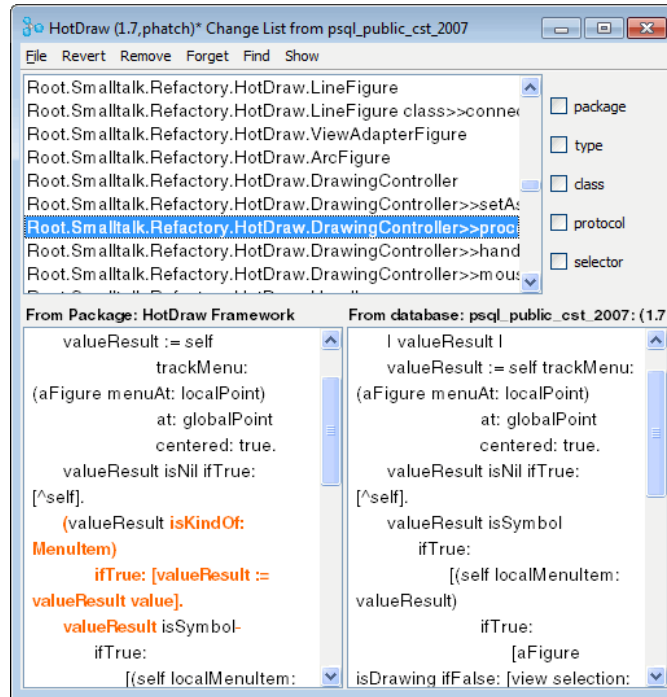 HotDraw (1.7,phatch)* Change List from psql_public_cst_2007
File Revert Remove Forget Find Show
Root.Smalltalk.Refactory.HotDraw.LineFigure
Root.Smalltalk.Refactory.HotDraw.LineFigure class>>connec
Root.Smalltalk.Refactory.HotDraw.ViewAdapterFigure
Root.Smalltalk.Refactory.HotDraw.ArcFigure
Root.Smalltalk.Refactory.HotDraw.DrawingController
Root.Smalltalk.Refactory.HotDraw.DrawingController>>setAs
Root.Smalltalk.Refactory.HotDraw.DrawingController>>proc
Root.Smalltalk.Refactory.HotDraw.DrawingController>>hand
Root.Smalltalk.Refactory.HotDraw.DrawingController>>mous
package
type
class
protocol
selector
From Package: HotDraw Framework
valueResult := self
trackMenu:
(aFigure menuAt: localPoint)
at: globalPoint
centered: true.
valueResult isNil ifTrue:
[^self].
(valueResult isKindOf:
MenuItem)
ifTrue: [valueResult :=
valueResult value].
valueResult isSymbol-
ifTrue:
[(self localMenuItem:
From database: psql_public_cst_2007: (1.7
| valueResult |
valueResult := self trackMenu:
(aFigure menuAt: localPoint)
at: globalPoint
centered: true.
valueResult isNil ifTrue:
[^self].
valueResult isSymbol
ifTrue:
[(self localMenuItem:
valueResult)
ifTrue:
[aFigure
isDrawing ifFalse: [view selection: